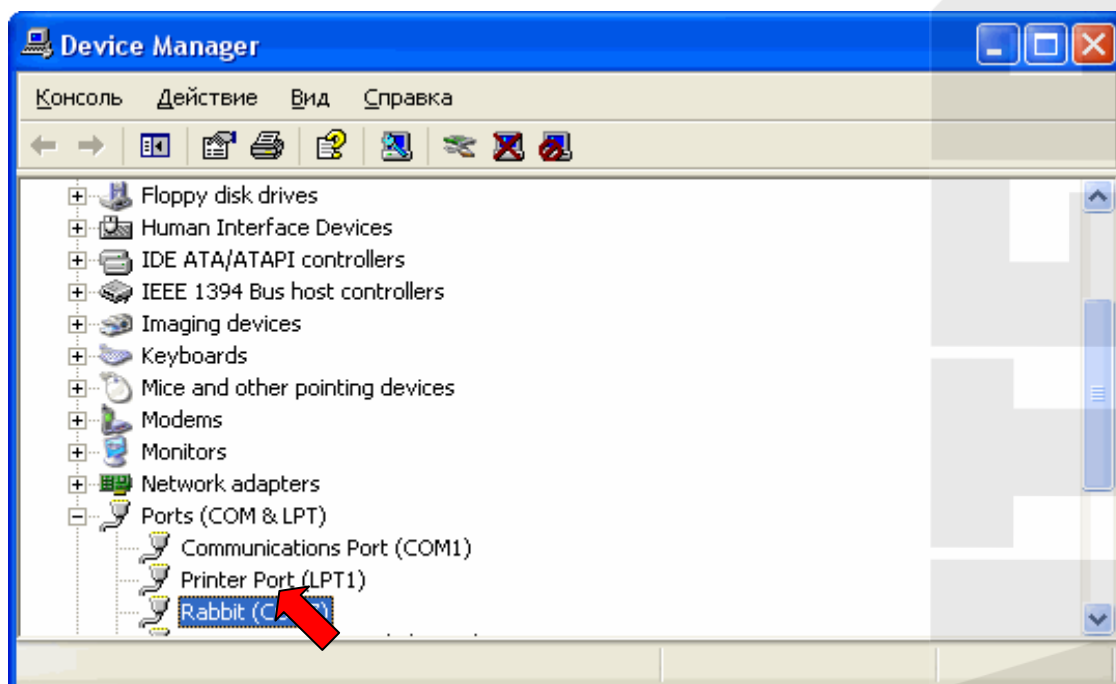 Device Manager
Консоль Действие Вид Справка
Floppy disk drives
Human Interface Devices
IDE ATA/ATAPI controllers
IEEE 1394 Bus host controllers
Imaging devices
Keyboards
Mice and other pointing devices
Modems
Monitors
Network adapters
Ports (COM & LPT)
Communications Port (COM1)
Printer Port (LPT1)
Rabbit